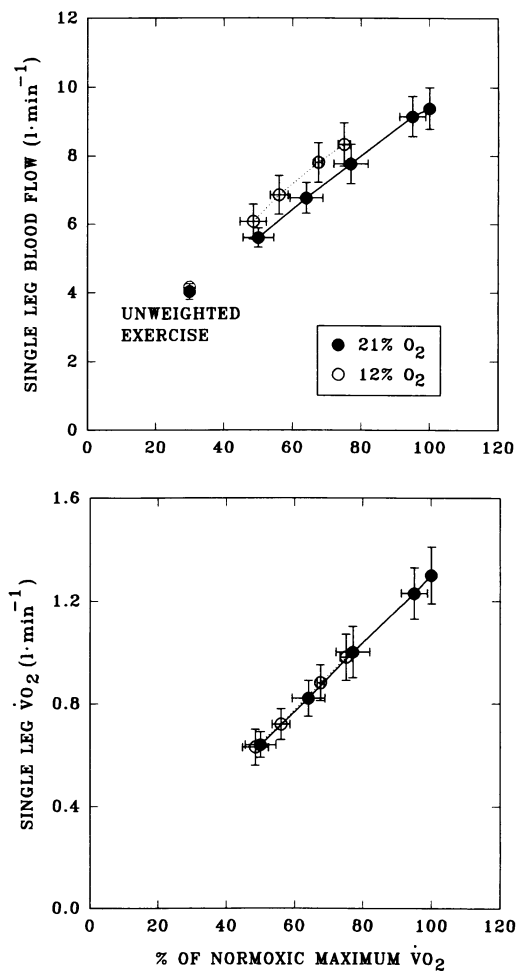 SINGLE LEG BLOOD FLOW (l·min⁻¹)
12
10
8
6
4
2
0
UNWEIGHTED
EXERCISE
21% O₂
12% O₂
0 20 40 60 80 100 120
SINGLE LEG V̇O₂ (l·min⁻¹)
1.6
1.2
0.8
0.4
0.0
0 20 40 60 80 100 120
% OF NORMOXIC MAXIMUM V̇O₂